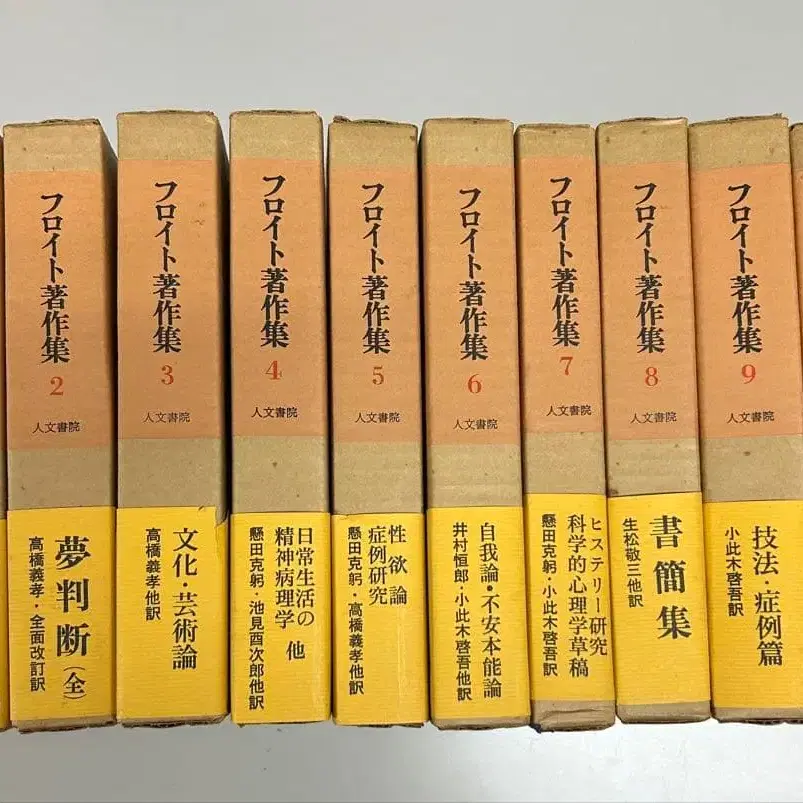 フロイト著作集
2
人文書院
夢判断(全)
高橋義孝・全面改訂訳
フロイト著作集
3
人文書院
文化・芸術論
高橋義孝他訳
フロイト著作集
4
人文書院
日常生活の
精神病理学 他
懸田克躬・池見酉次郎他訳
フロイト著作集
5
人文書院
性欲論
症例研究
懸田克躬・高橋義孝他訳
フロイト著作集
6
人文書院
自我論・不安本能論
井村恒郎・小此木啓吾他訳
フロイト著作集
7
人文書院
ヒステリー研究
科学的心理学草稿
懸田克躬・小此木啓吾訳
フロイト著作集
8
人文書院
書簡集
生松敬三他訳
フロイト著作集
9
人文書院
技法・症例篇
小此木啓吾訳